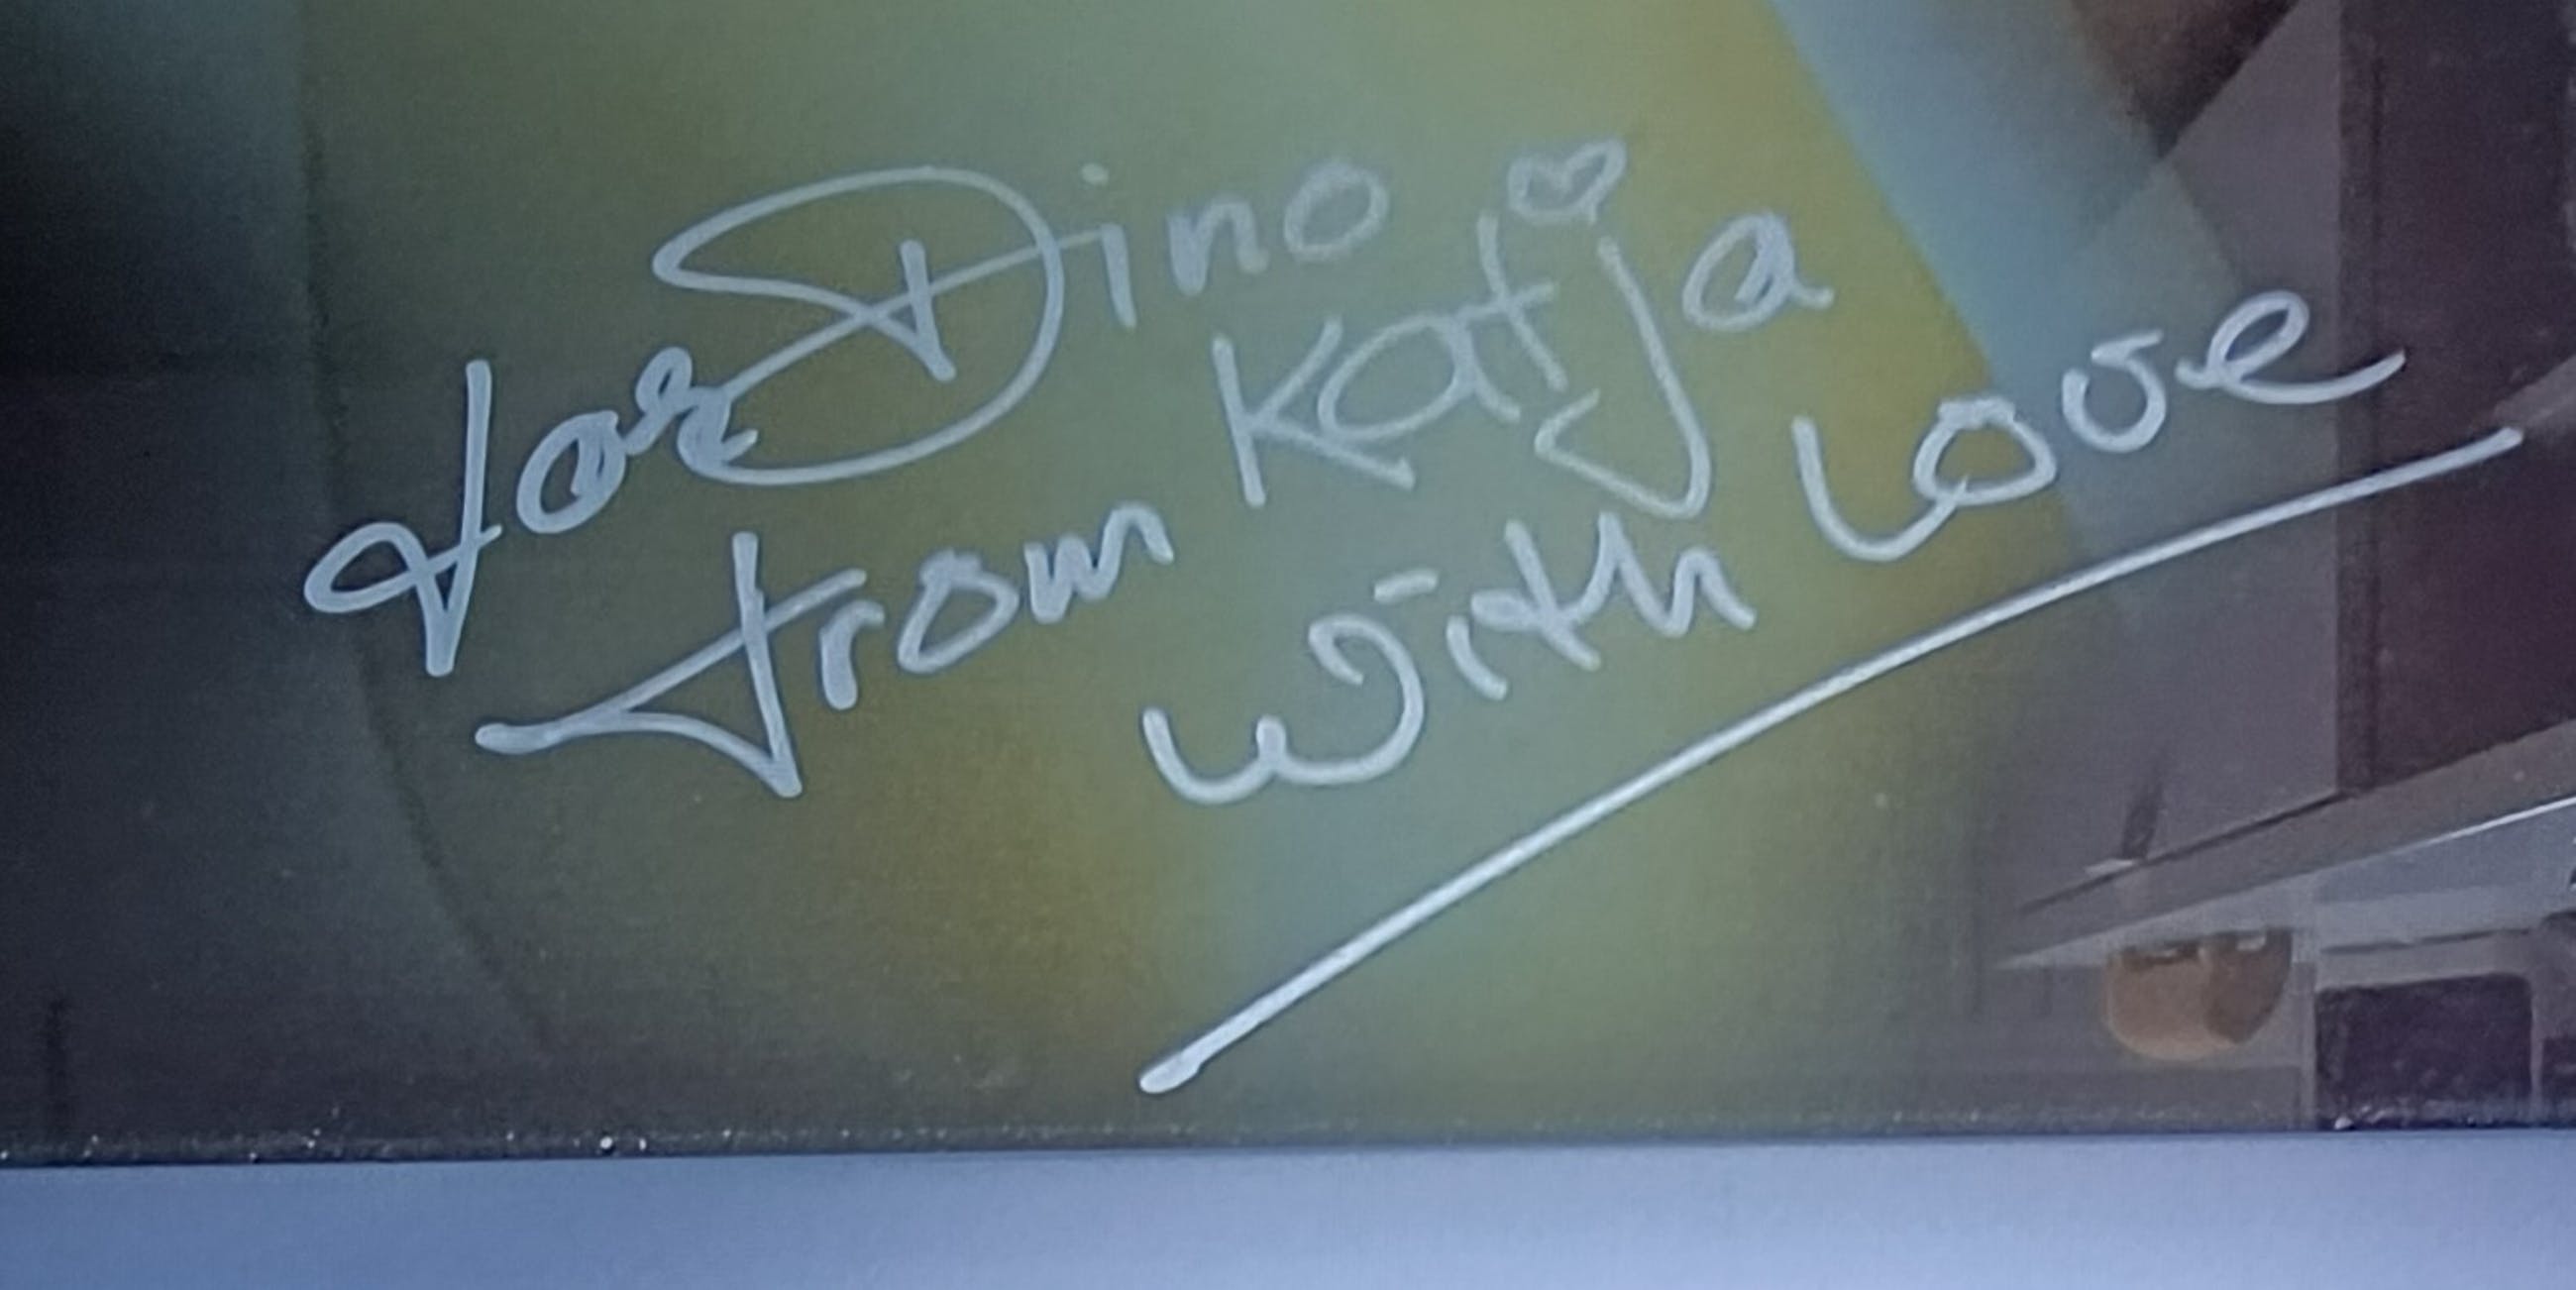 for Dino
from Katja
with Love